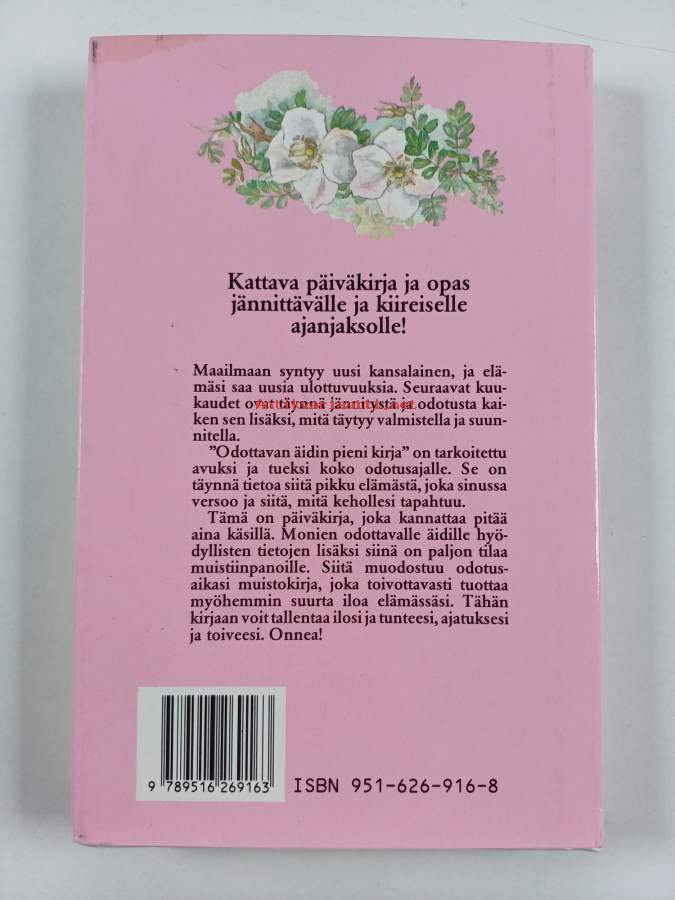 Kattava päiväkirja ja opas
jännittävälle ja kiireiselle
ajanjaksolle!
Maailmaan syntyy uusi kansalainen, ja elä-
mäsi saa uusia ulottuvuuksia. Seuraavat kuu-
kaudet ovat täynnä jännitystä ja odotusta kai-
Antikvariaatti.net
ken sen lisäksi, mitä täytyy valmistella ja suun-
nitella.
”Odottavan äidin pieni kirja” on tarkoitettu
avuksi ja tueksi koko odotusajalle. Se on
täynnä tietoa siitä pikku elämästä, joka sinussa
versoo ja siitä, mitä kehollesi tapahtuu.
Tämä on päiväkirja, joka kannattaa pitää
aina käsillä. Monien odottavalle äidille hyö-
dyllisten tietojen lisäksi siinä on paljon tilaa
muistiinpanoille. Siitä muodostuu odotus-
aikasi muistokirja, joka toivottavasti tuottaa
myöhemmin suurta iloa elämässäsi. Tähän
kirjaan voit tallentaa ilosi ja tunteesi, ajatuksesi
ja toiveesi. Onnea!
9 789516 269163
ISBN 951-626-916-8